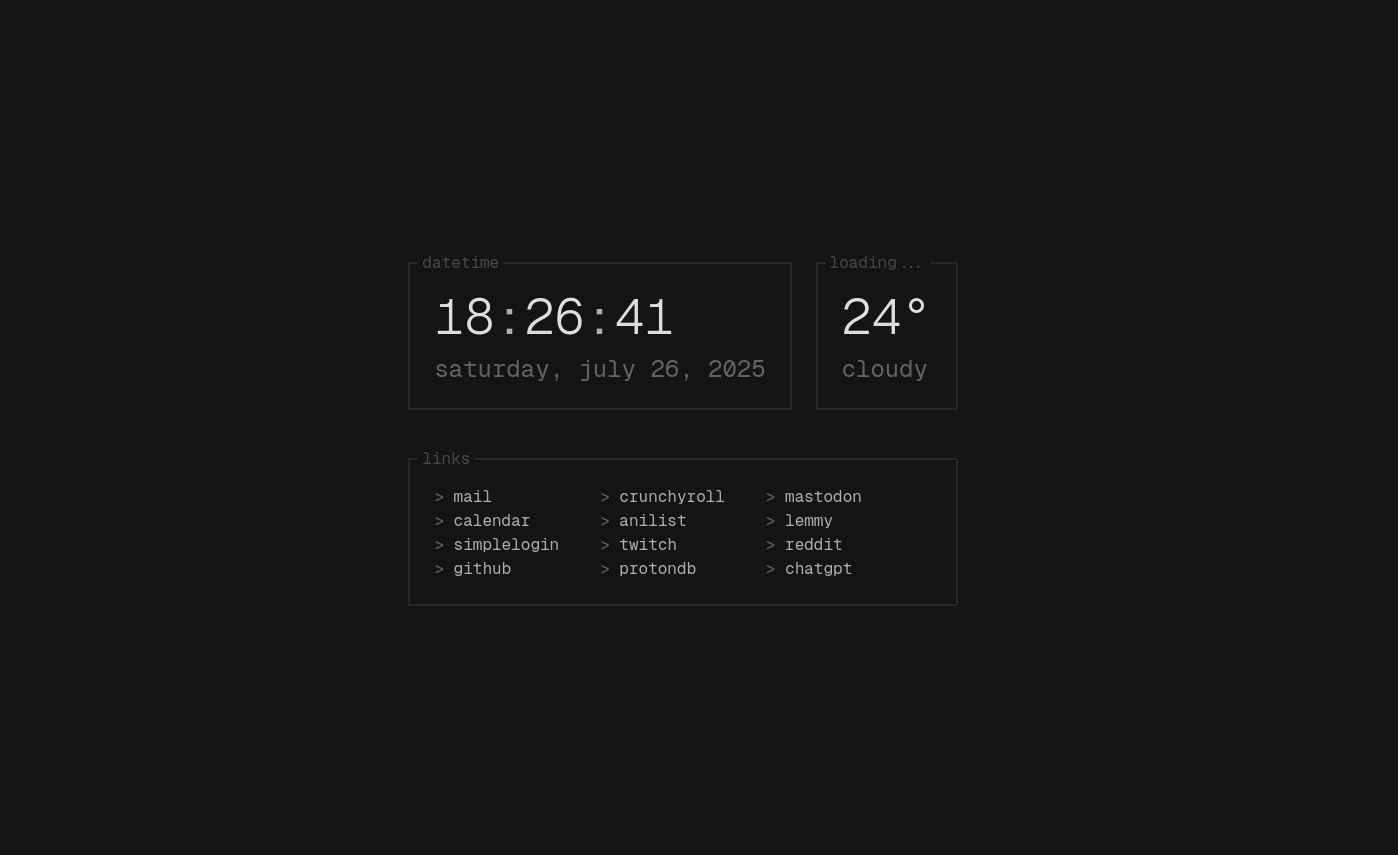 datetime
18:26:41
saturday, july 26, 2025
loading...
24°
cloudy
links
> mail
> calendar
> simplelogin
> github
> crunchyroll
> anilist
> twitch
> protondb
> mastodon
> lemmy
> reddit
> chatgpt